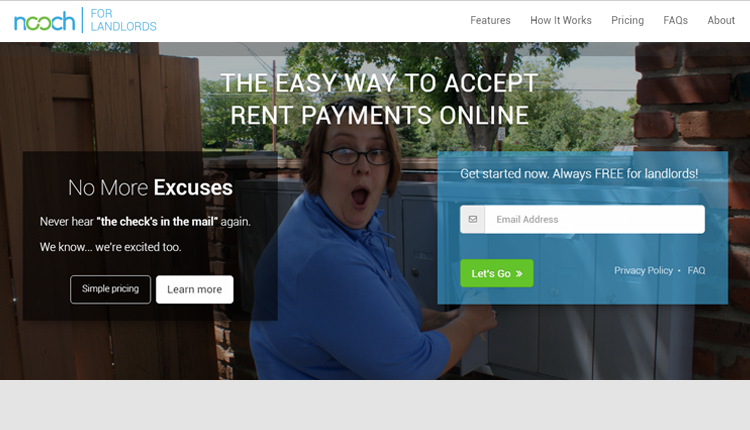 nooch
FOR
LANDLORDS
Features How It Works Pricing FAQs About
THE EASY WAY TO ACCEPT
RENT PAYMENTS ONLINE
No More Excuses
Never hear "the check's in the mail" again.
We know... we're excited too.
Simple pricing Learn more
Get started now. Always FREE for landlords!
Email Address
Let's Go »
Privacy Policy • FAQ